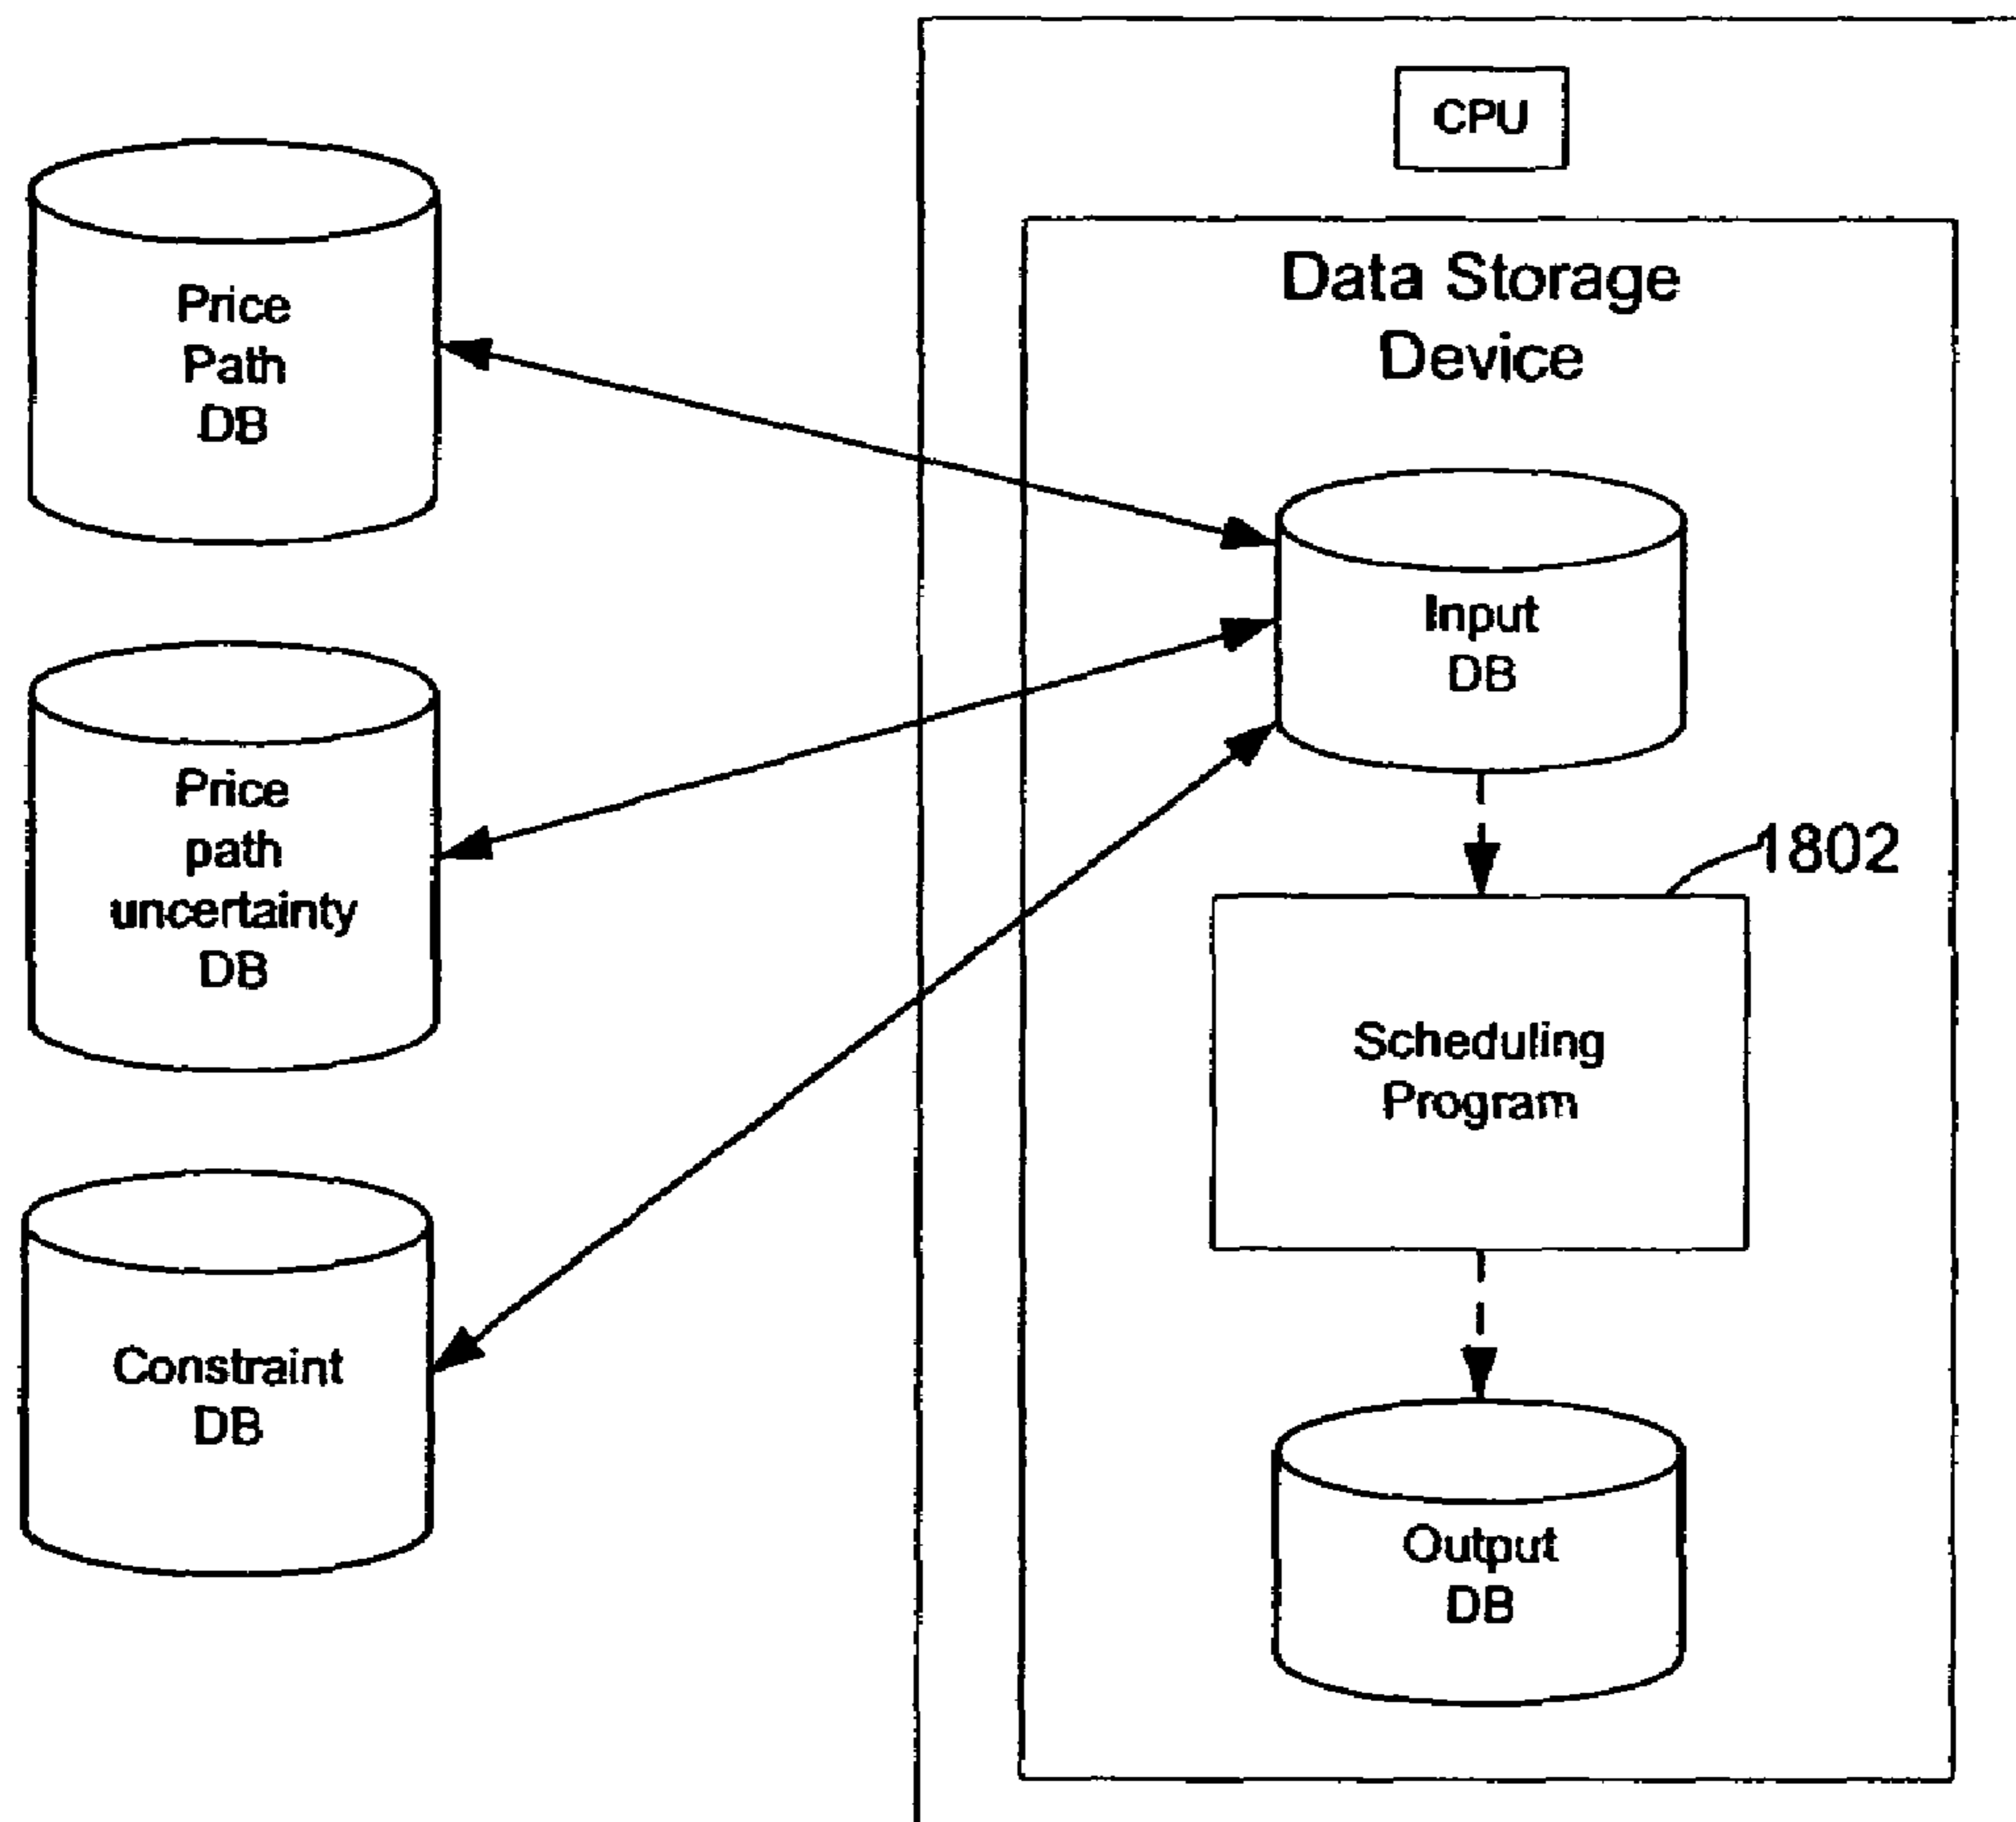 CPU
Data Storage
Device
Price
Path
DB
Input
DB
Price
path
uncertainty
DB
1802
Scheduling
Program
Constraint
DB
Output
DB